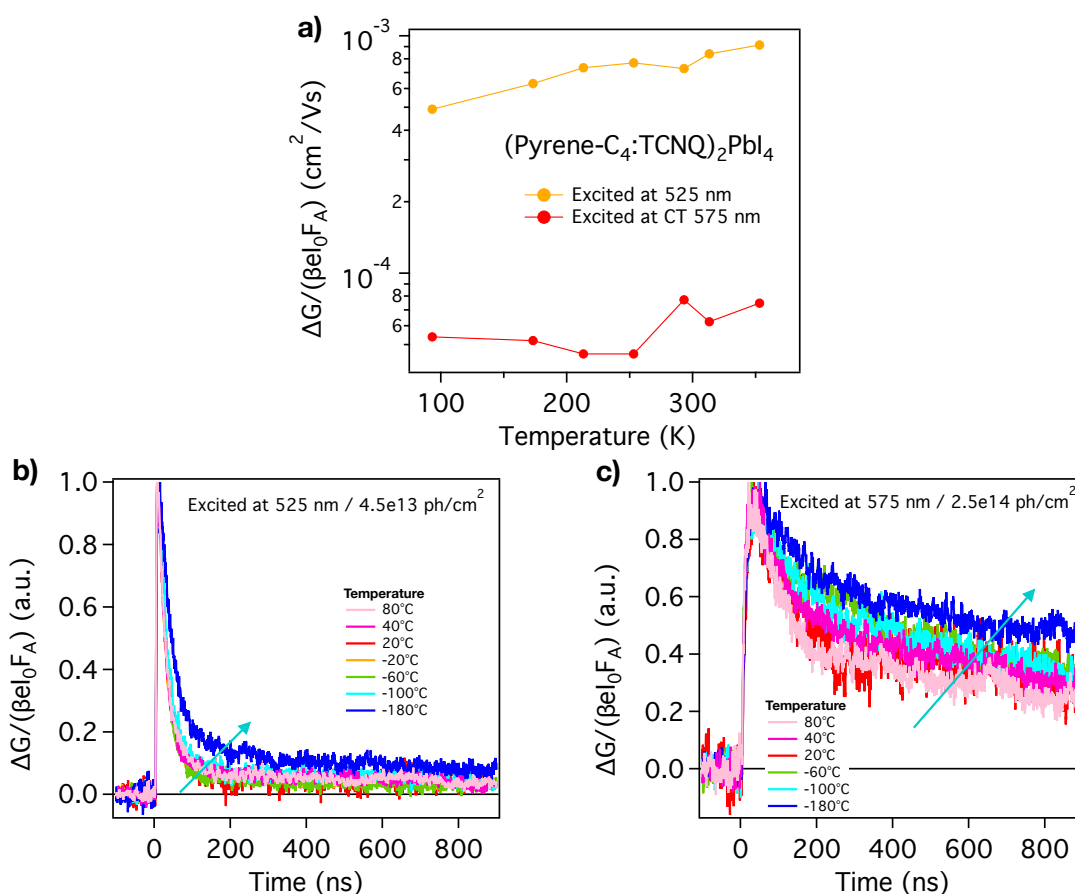 a)
10⁻³
8
6
4
2
10⁻⁴
8
6
ΔG/(βeI₀F_A) (cm²/Vs)
(Pyrene-C₄:TCNQ)₂PbI₄
Excited at 525 nm
Excited at CT 575 nm
100 200 300
Temperature (K)
b)
1.0
0.8
0.6
0.4
0.2
0.0
ΔG/(βeI₀F_A) (a.u.)
Excited at 525 nm / 4.5e13 ph/cm²
Temperature
80°C
40°C
20°C
-20°C
-60°C
-100°C
-180°C
0 200 400 600 800
Time (ns)
c)
1.0
0.8
0.6
0.4
0.2
0.0
ΔG/(βeI₀F_A) (a.u.)
Excited at 575 nm / 2.5e14 ph/cm²
Temperature
80°C
40°C
20°C
-60°C
-100°C
-180°C
0 200 400 600 800
Time (ns)